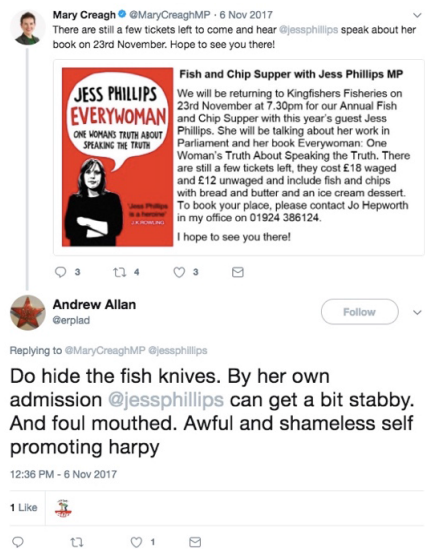 Mary Creagh @MaryCreaghMP · 6 Nov 2017
There are still a few tickets left to come and hear @jessphillips speak about her
book on 23rd November. Hope to see you there!
JESS PHILLIPS
EVERYWOMAN
ONE WOMAN'S TRUTH ABOUT
SPEAKING THE TRUTH
'Jess Phillips
is a heroine'
J.K. ROWLING
Fish and Chip Supper with Jess Phillips MP
We will be returning to Kingfishers Fisheries on
23rd November at 7.30pm for our Annual Fish
and Chip Supper with this year's guest Jess
Phillips. She will be talking about her work in
Parliament and her book Everywoman: One
Woman's Truth About Speaking the Truth. There
are still a few tickets left, they cost £18 waged
and £12 unwaged and include fish and chips
with bread and butter and an ice cream dessert.
To book your place, please contact Jo Hepworth
in my office on 01924 386124.
I hope to see you there!
3 4 3
Andrew Allan
@erplad
Follow
Replying to @MaryCreaghMP @jessphillips
Do hide the fish knives. By her own
admission @jessphillips can get a bit stabby.
And foul mouthed. Awful and shameless self
promoting harpy
12:36 PM - 6 Nov 2017
1 Like
1